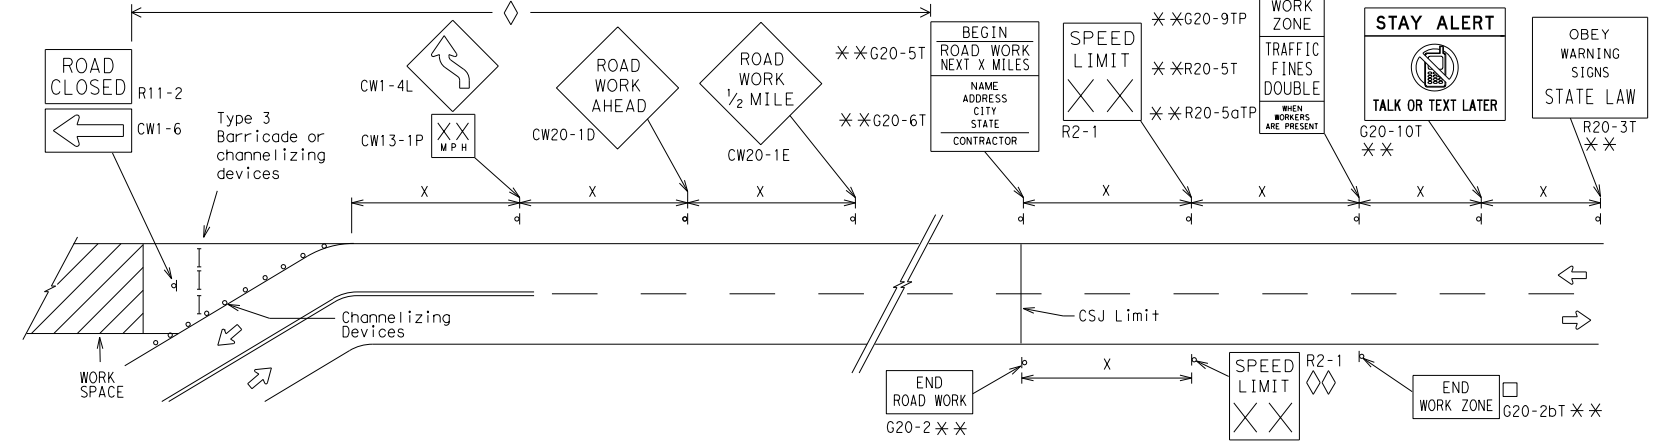 ROAD
CLOSED
R11-2
CW1-6
Type 3
Barricade or
channelizing
devices
CW1-4L
XX
MPH
CW13-1P
ROAD
WORK
AHEAD
CW20-1D
ROAD
WORK
1/2 MILE
CW20-1E
**G20-5T
**G20-6T
BEGIN
ROAD WORK
NEXT X MILES
NAME
ADDRESS
CITY
STATE
CONTRACTOR
SPEED
LIMIT
XX
R2-1
**G20-9TP
**R20-5T
**R20-5aTP
WORK
ZONE
TRAFFIC
FINES
DOUBLE
WHEN
WORKERS
ARE PRESENT
STAY ALERT
TALK OR TEXT LATER
G20-10T
**
OBEY
WARNING
SIGNS
STATE LAW
R20-3T
**
X
X
X
X
X
X
X
Channelizing
Devices
CSJ Limit
WORK
SPACE
END
ROAD WORK
G20-2 **
X
SPEED
LIMIT
XX
R2-1
END
WORK ZONE
G20-2bT **